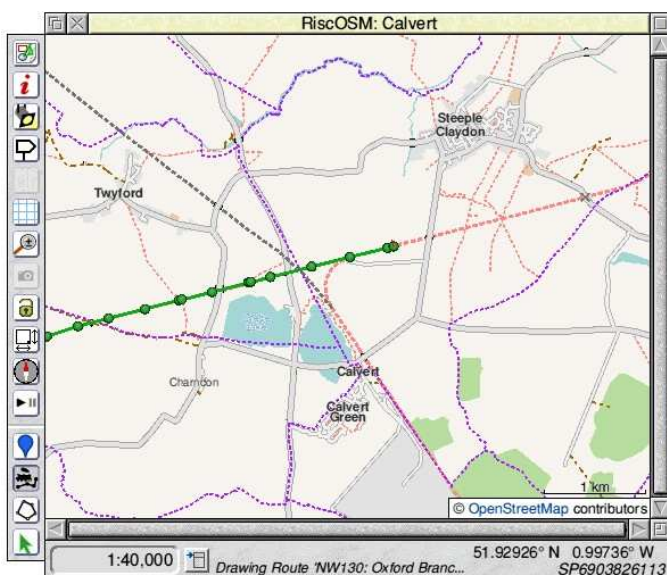 RiscOSM: Calvert
Steeple
Claydon
Twyford
Charndon
Calvert
Calvert
Green
1 km
© OpenStreetMap contributors
1:40,000
Drawing Route 'NW130: Oxford Branc...
51.92926° N 0.99736° W
SP6903826113